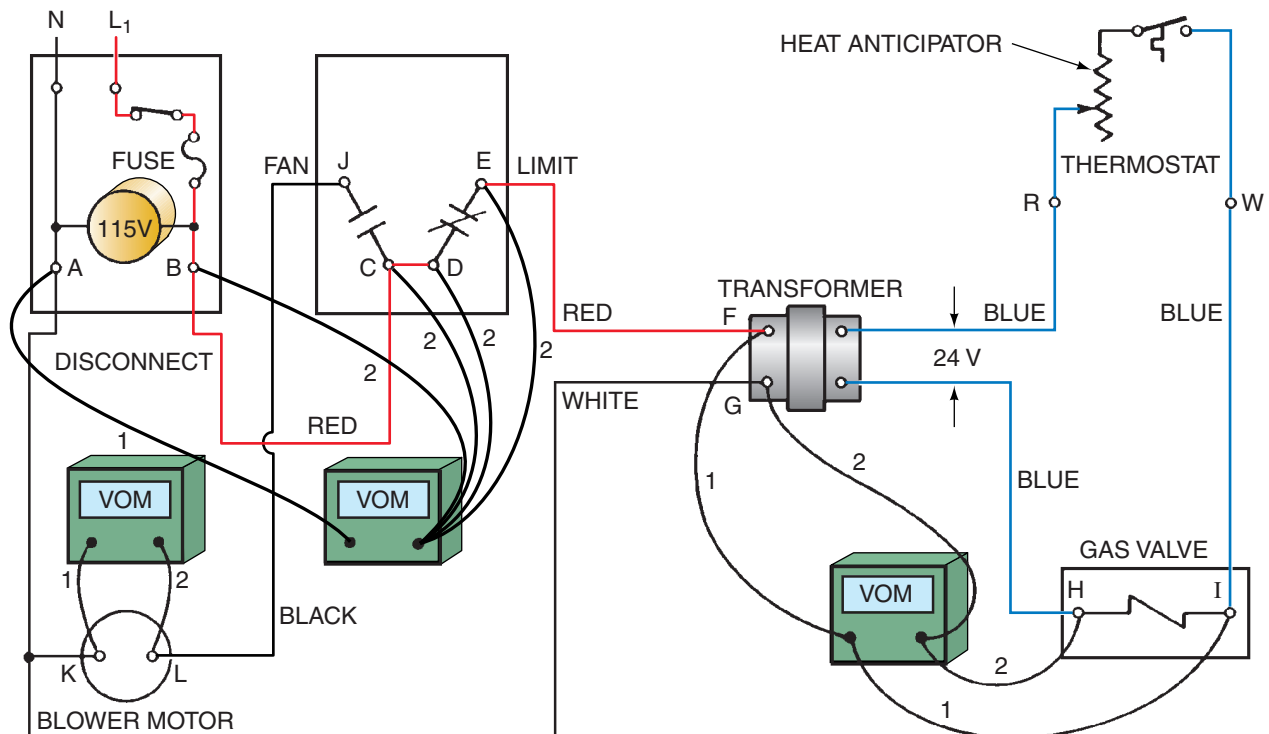 N
L1
HEAT ANTICIPATOR
FUSE
FAN
J
E
LIMIT
THERMOSTAT
115V
R
W
A
B
C
D
TRANSFORMER
F
RED
BLUE
BLUE
2
2
2
2
DISCONNECT
24 V
WHITE
G
RED
1
VOM
VOM
1
2
BLUE
GAS VALVE
1
2
BLACK
VOM
H
I
K
L
2
1
BLOWER MOTOR